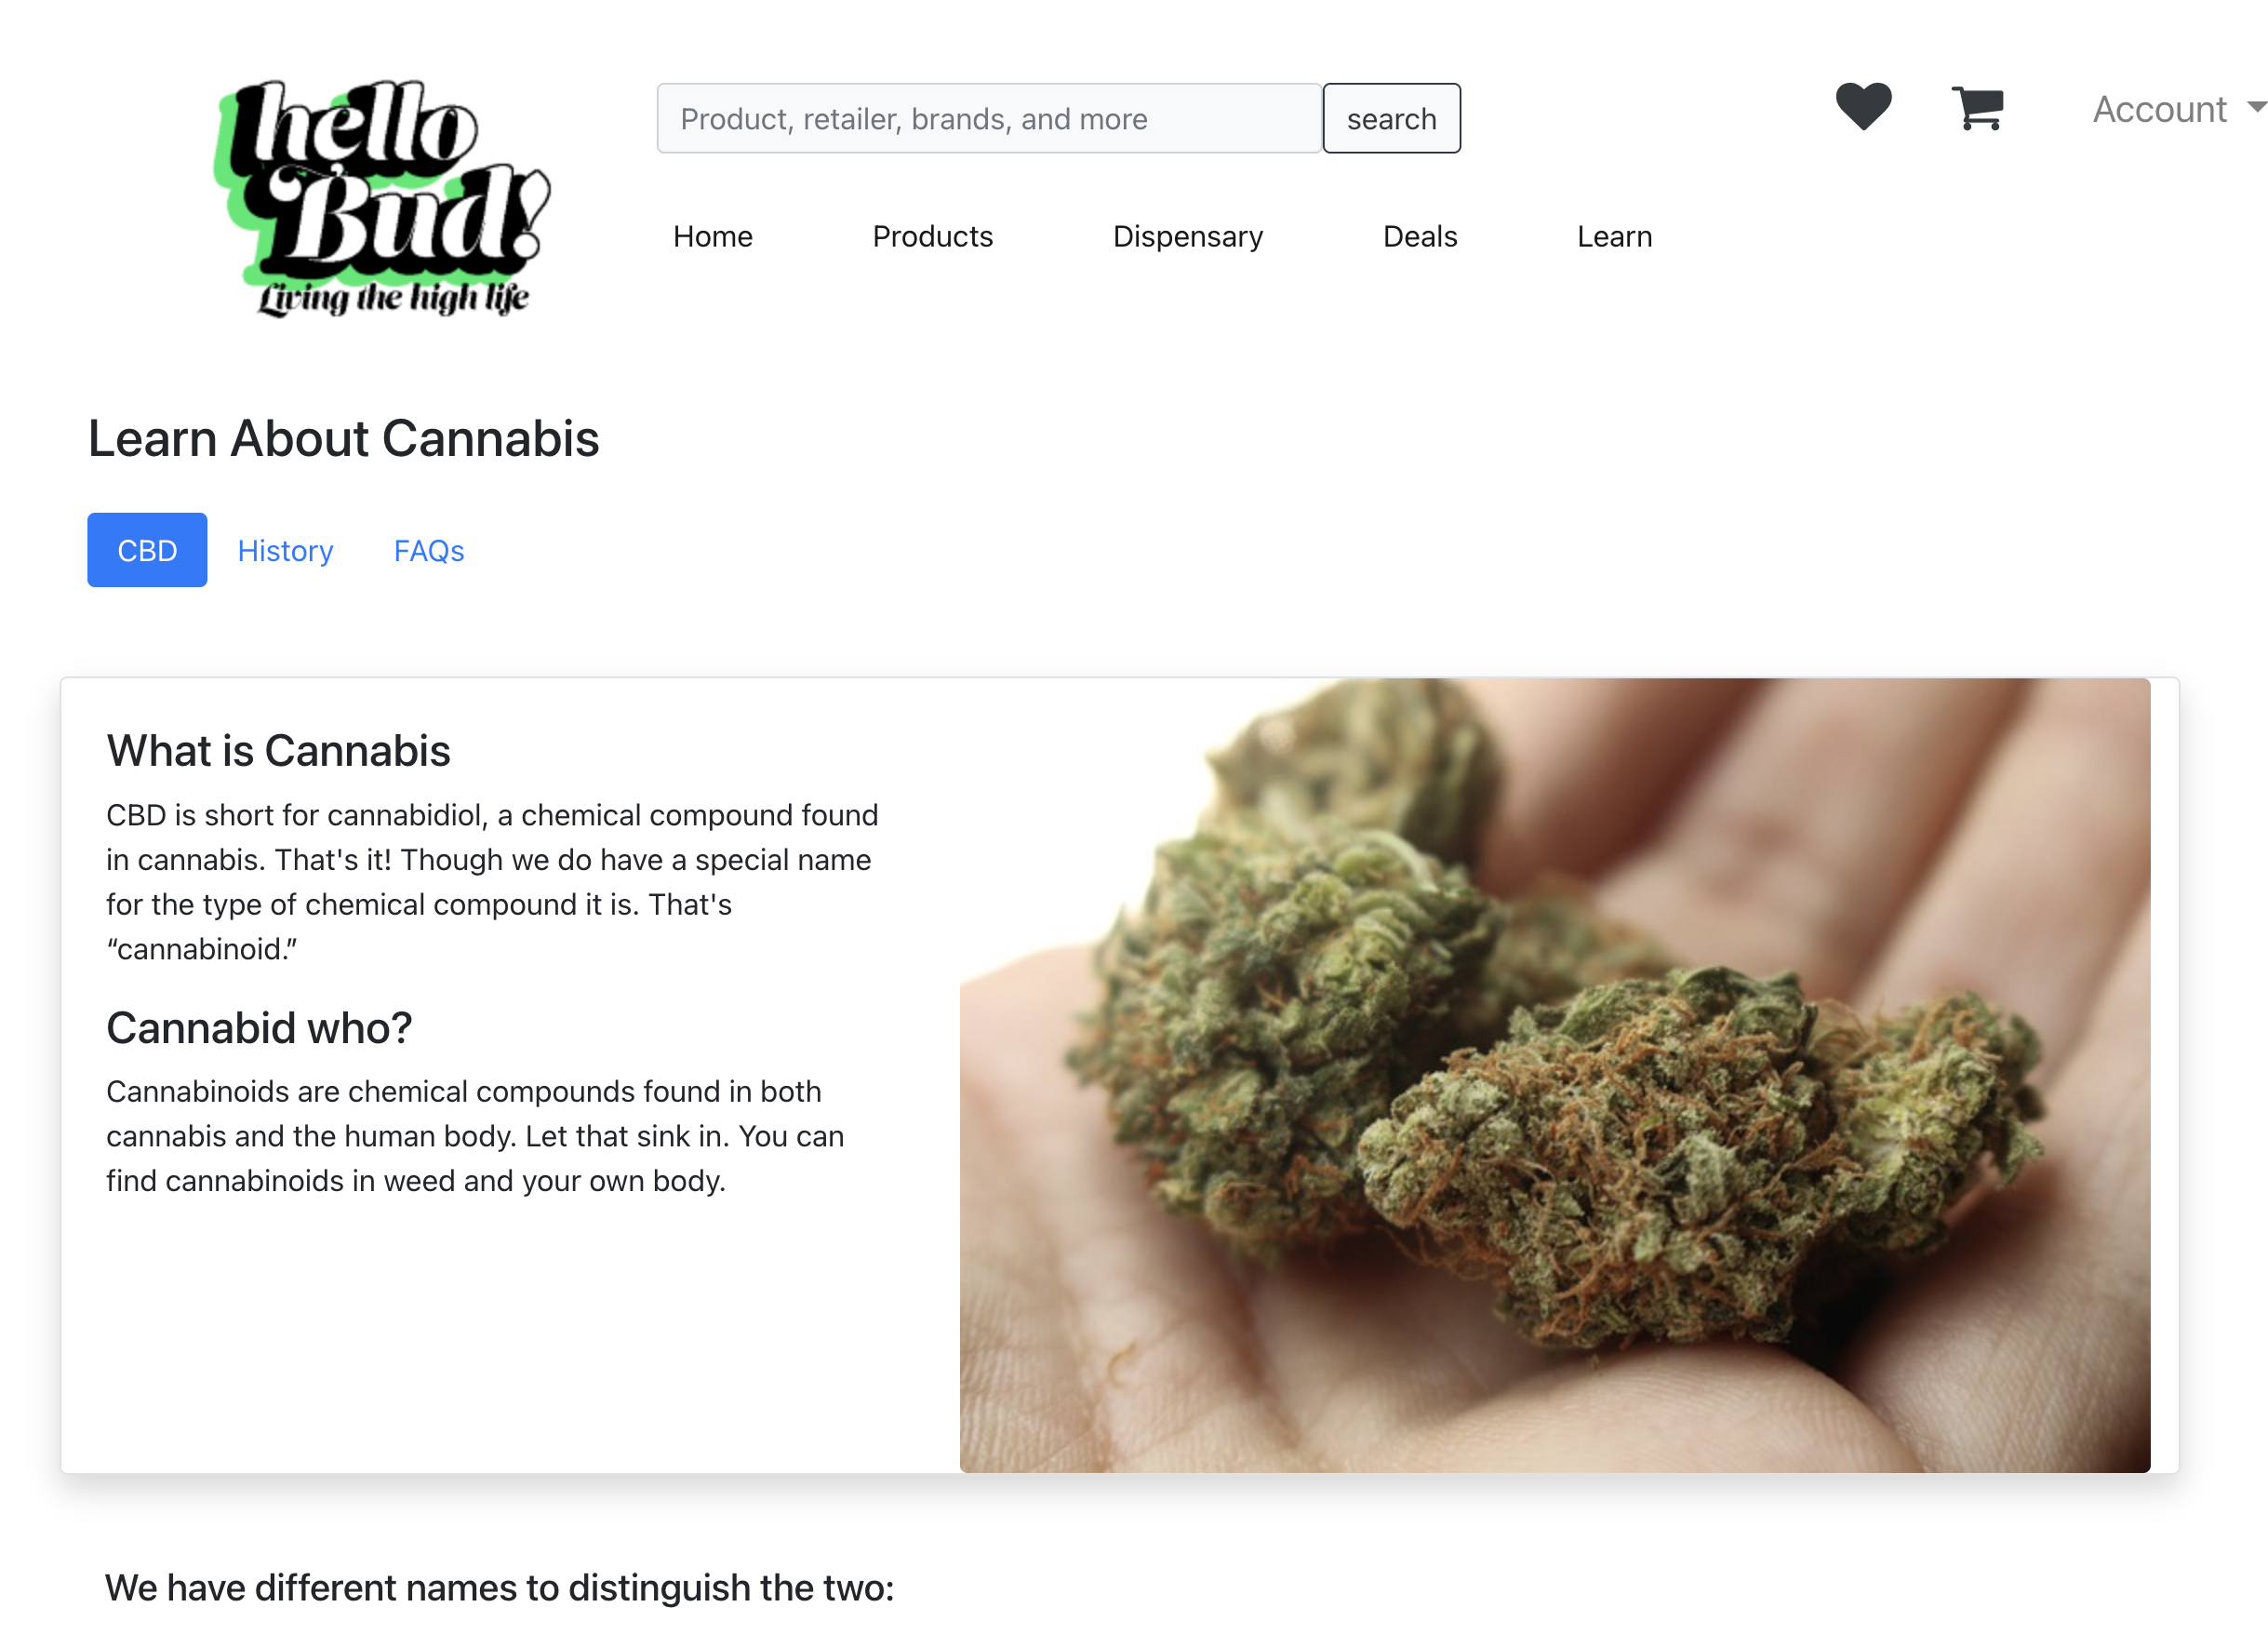 hello
Bud!
Living the high life
Product, retailer, brands, and more
search
Account
Home
Products
Dispensary
Deals
Learn
Learn About Cannabis
CBD
History
FAQs
What is Cannabis
CBD is short for cannabidiol, a chemical compound found
in cannabis. That's it! Though we do have a special name
for the type of chemical compound it is. That's
“cannabinoid.”
Cannabid who?
Cannabinoids are chemical compounds found in both
cannabis and the human body. Let that sink in. You can
find cannabinoids in weed and your own body.
We have different names to distinguish the two: